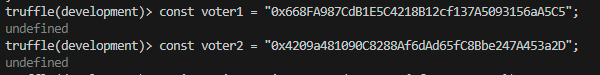 truffle(development)> const voter1 = "0x668FA987CdB1E5C4218B12cf137A5093156aA5C5";
undefined
truffle(development)> const voter2 = "0x4209a481090C8288Af6dAd65fC8Bbe247A453a2D";
undefined